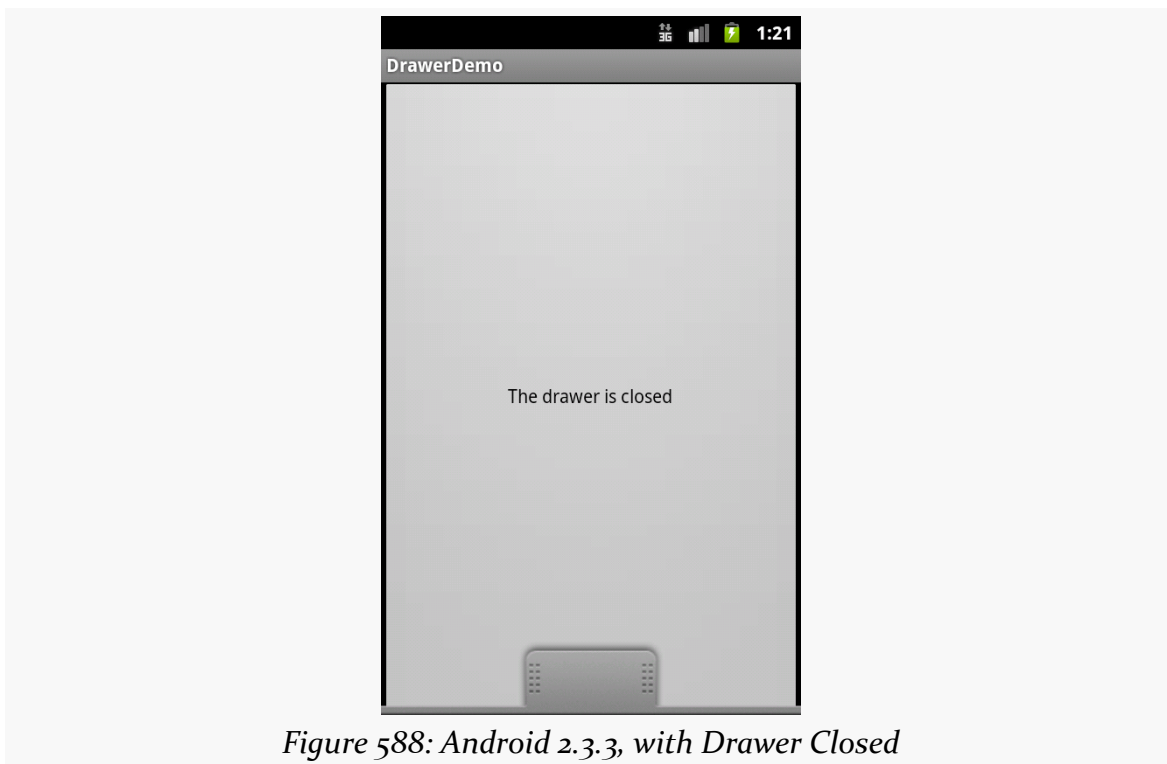 3G 1:21
DrawerDemo
The drawer is closed
Figure 588: Android 2.3.3, with Drawer Closed